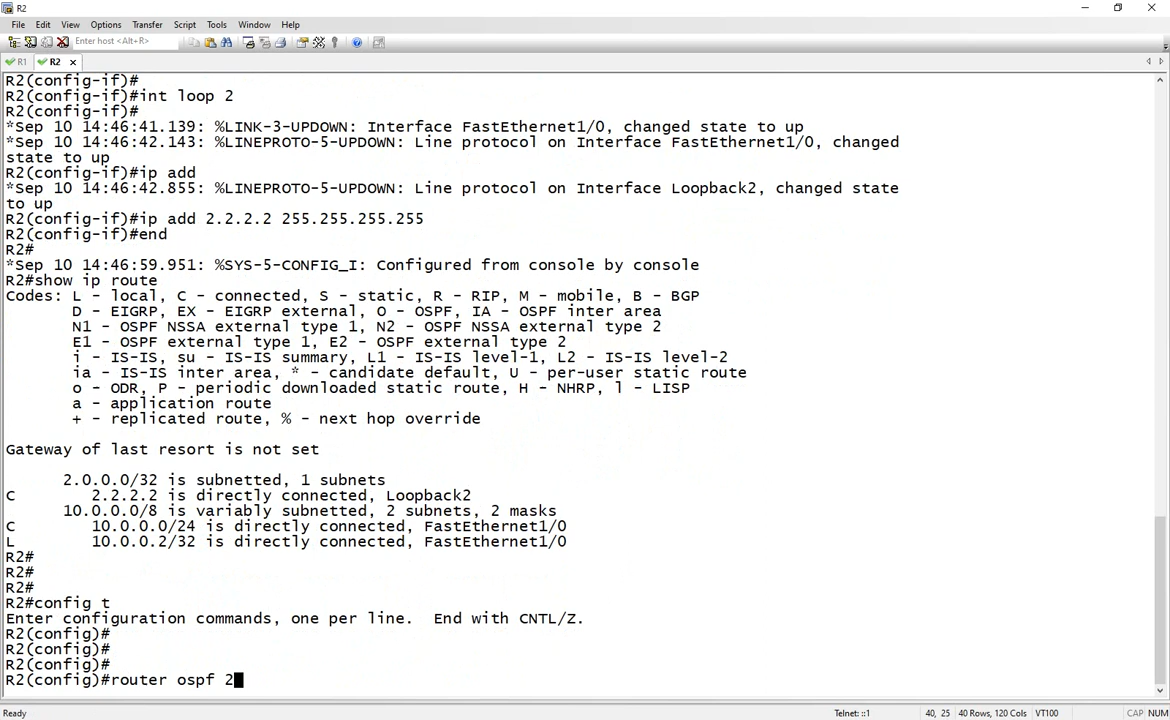 R2
File Edit View Options Transfer Script Tools Window Help
Enter host <Alt+R>
R1 R2
R2(config-if)#
R2(config-if)#int loop 2
R2(config-if)#
*Sep 10 14:46:41.139: %LINK-3-UPDOWN: Interface FastEthernet1/0, changed state to up
*Sep 10 14:46:42.143: %LINEPROTO-5-UPDOWN: Line protocol on Interface FastEthernet1/0, changed
state to up
R2(config-if)#ip add
*Sep 10 14:46:42.855: %LINEPROTO-5-UPDOWN: Line protocol on Interface Loopback2, changed state
to up
R2(config-if)#ip add 2.2.2.2 255.255.255.255
R2(config-if)#end
R2#
*Sep 10 14:46:59.951: %SYS-5-CONFIG_I: Configured from console by console
R2#show ip route
Codes: L - local, C - connected, S - static, R - RIP, M - mobile, B - BGP
D - EIGRP, EX - EIGRP external, O - OSPF, IA - OSPF inter area
N1 - OSPF NSSA external type 1, N2 - OSPF NSSA external type 2
E1 - OSPF external type 1, E2 - OSPF external type 2
i - IS-IS, su - IS-IS summary, L1 - IS-IS level-1, L2 - IS-IS level-2
ia - IS-IS inter area, * - candidate default, U - per-user static route
o - ODR, P - periodic downloaded static route, H - NHRP, l - LISP
a - application route
+ - replicated route, % - next hop override
Gateway of last resort is not set
2.0.0.0/32 is subnetted, 1 subnets
C 2.2.2.2 is directly connected, Loopback2
10.0.0.0/8 is variably subnetted, 2 subnets, 2 masks
C 10.0.0.0/24 is directly connected, FastEthernet1/0
L 10.0.0.2/32 is directly connected, FastEthernet1/0
R2#
R2#
R2#
R2#config t
Enter configuration commands, one per line. End with CNTL/Z.
R2(config)#
R2(config)#
R2(config)#
R2(config)#router ospf 2
Ready Telnet: ::1 40, 25 40 Rows, 120 Cols VT100 CAP NUM